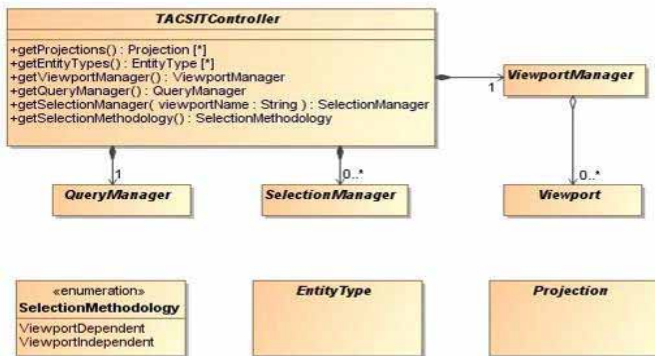 TACSITController
+getProjections() : Projection [*]
+getEntityTypes() : EntityType [*]
+getViewportManager() : ViewportManager
+getQueryManager() : QueryManager
+getSelectionManager( viewportName : String ) : SelectionManager
+getSelectionMethodology() : SelectionMethodology
1
ViewportManager
1
0..*
0..*
QueryManager
SelectionManager
Viewport
«enumeration»
SelectionMethodology
ViewportDependent
ViewportIndependent
EntityType
Projection